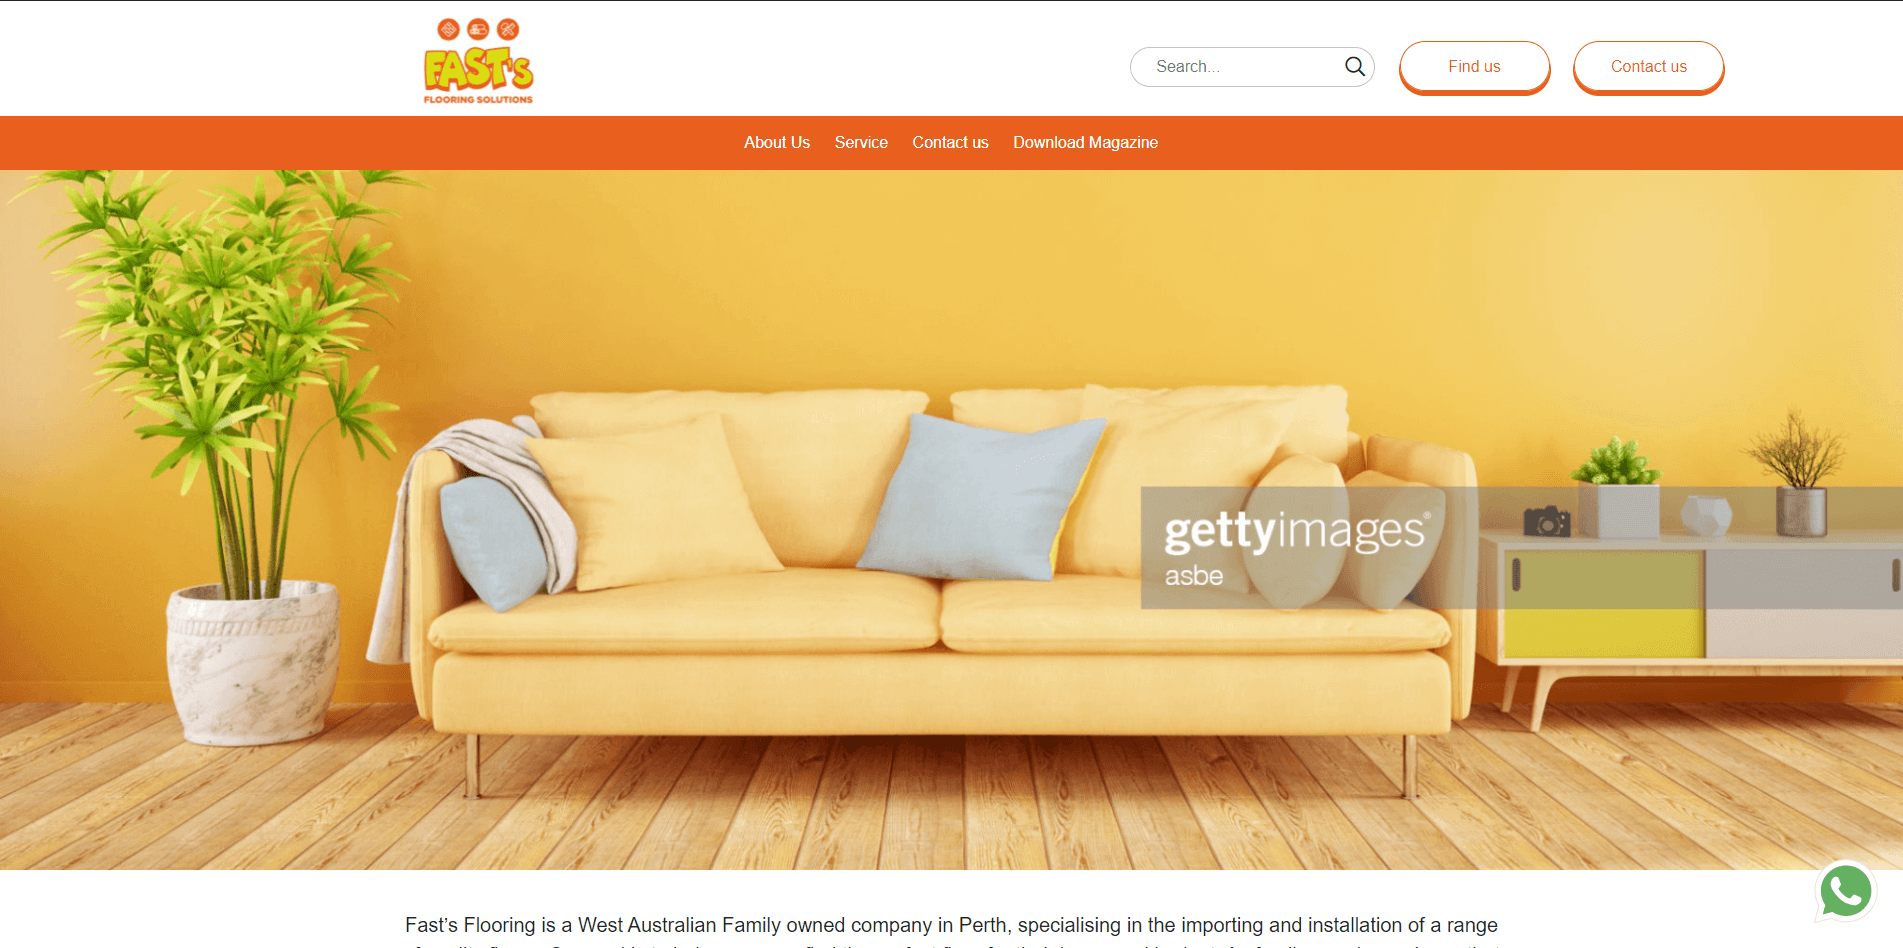 FAST's
FLOORING SOLUTIONS
Search...
Find us
Contact us
About Us
Service
Contact us
Download Magazine
gettyimages®
asbe
Fast’s Flooring is a West Australian Family owned company in Perth, specialising in the importing and installation of a range